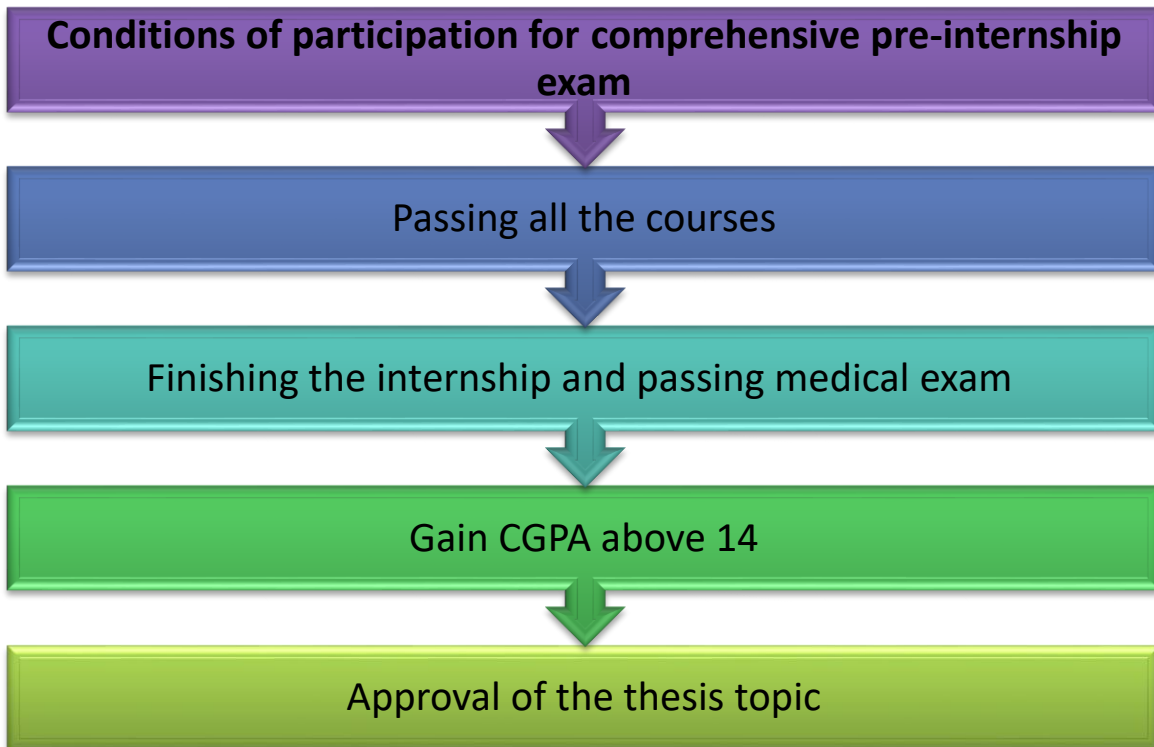 Conditions of participation for comprehensive pre-internship
exam
Passing all the courses
Finishing the internship and passing medical exam
Gain CGPA above 14
Approval of the thesis topic